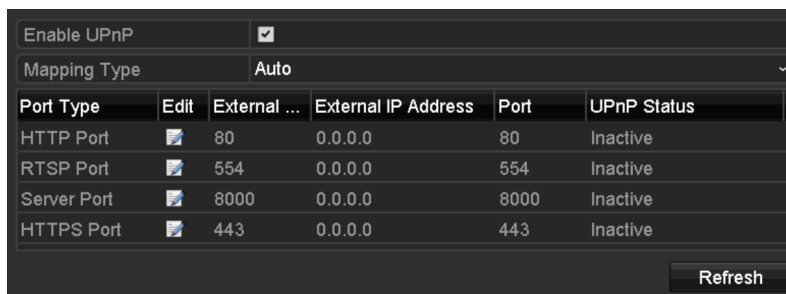 Enable UPnP
Mapping Type Auto
Port Type Edit External ... External IP Address Port UPnP Status
HTTP Port 80 0.0.0.0 80 Inactive
RTSP Port 554 0.0.0.0 554 Inactive
Server Port 8000 0.0.0.0 8000 Inactive
HTTPS Port 443 0.0.0.0 443 Inactive
Refresh